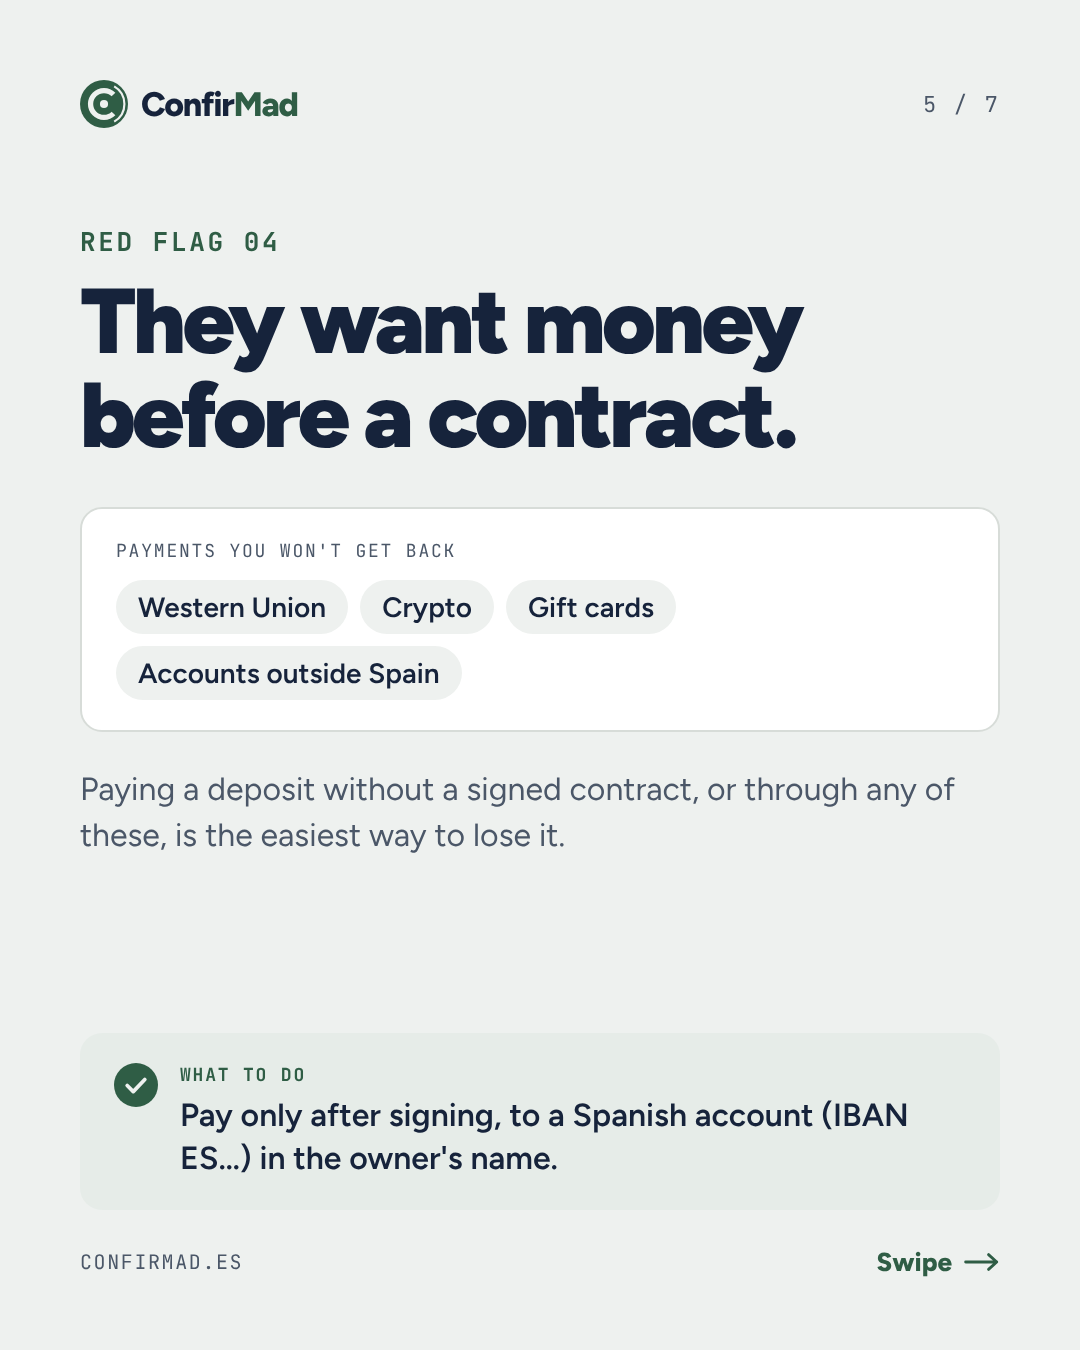 ConfirMad
5 / 7
RED FLAG 04
They want money
before a contract.
PAYMENTS YOU WON'T GET BACK
Western Union
Crypto
Gift cards
Accounts outside Spain
Paying a deposit without a signed contract, or through any of
these, is the easiest way to lose it.
WHAT TO DO
Pay only after signing, to a Spanish account (IBAN
ES...) in the owner's name.
CONFIRMAD.ES
Swipe →